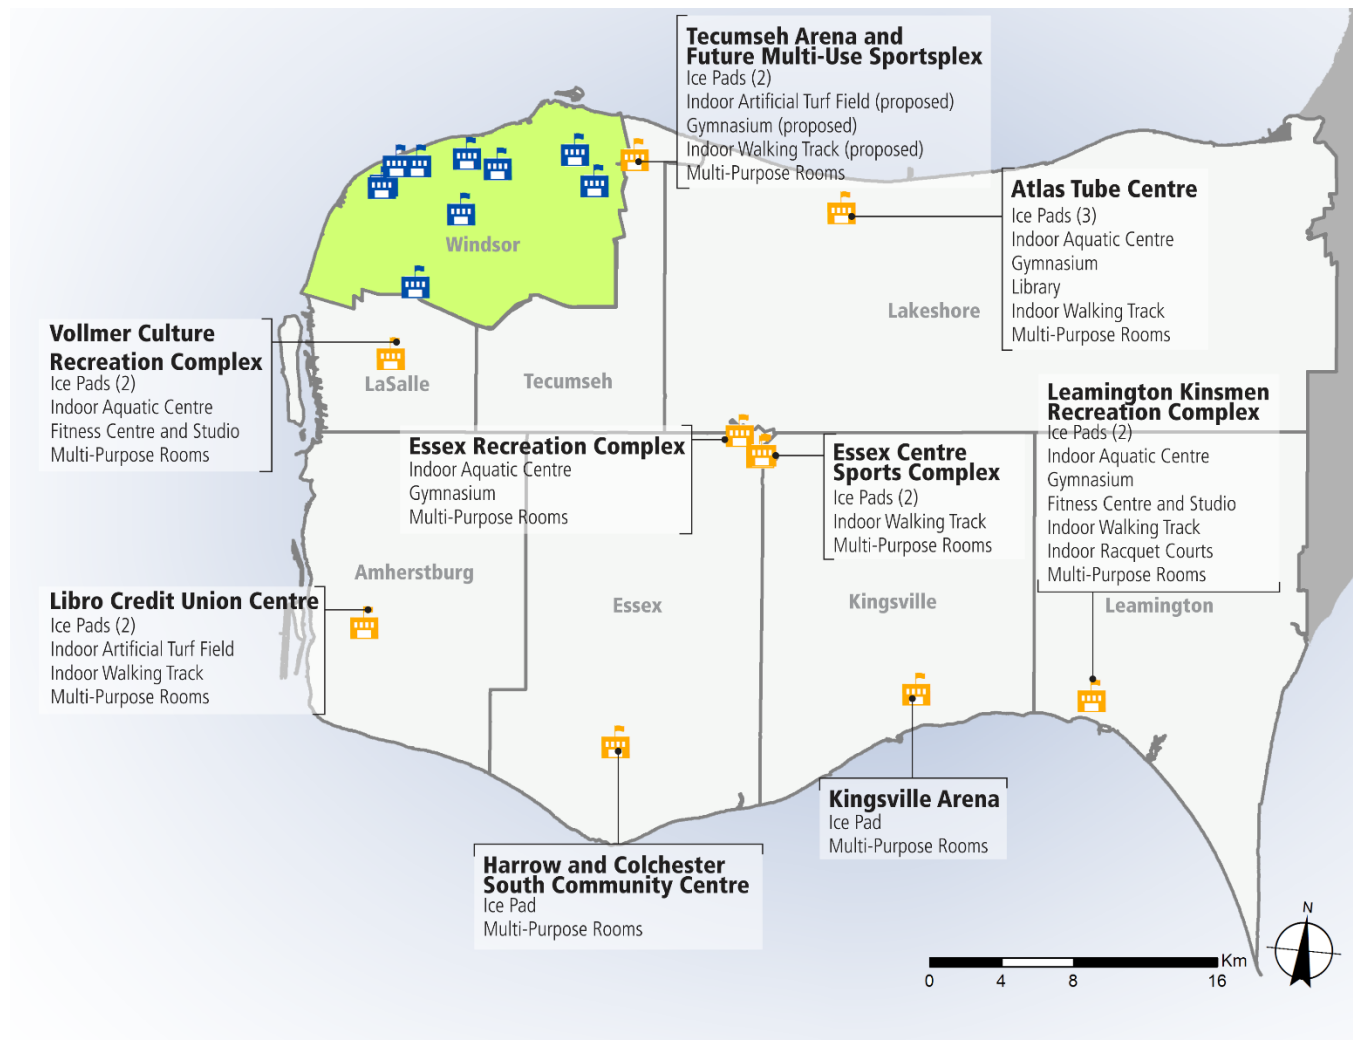 Tecumseh Arena and
Future Multi-Use Sportsplex
Ice Pads (2)
Indoor Artificial Turf Field (proposed)
Gymnasium (proposed)
Indoor Walking Track (proposed)
Multi-Purpose Rooms
Atlas Tube Centre
Ice Pads (3)
Indoor Aquatic Centre
Gymnasium
Library
Indoor Walking Track
Multi-Purpose Rooms
Windsor
Lakeshore
Vollmer Culture
Recreation Complex
Ice Pads (2)
Indoor Aquatic Centre
Fitness Centre and Studio
Multi-Purpose Rooms
LaSalle
Tecumseh
Leamington Kinsmen
Recreation Complex
Ice Pads (2)
Indoor Aquatic Centre
Gymnasium
Fitness Centre and Studio
Indoor Walking Track
Indoor Racquet Courts
Multi-Purpose Rooms
Essex Recreation Complex
Indoor Aquatic Centre
Gymnasium
Multi-Purpose Rooms
Essex Centre
Sports Complex
Ice Pads (2)
Indoor Walking Track
Multi-Purpose Rooms
Amherstburg
Essex
Kingsville
Leamington
Libro Credit Union Centre
Ice Pads (2)
Indoor Artificial Turf Field
Indoor Walking Track
Multi-Purpose Rooms
Kingsville Arena
Ice Pad
Multi-Purpose Rooms
Harrow and Colchester
South Community Centre
Ice Pad
Multi-Purpose Rooms
N
Km
0 4 8 16